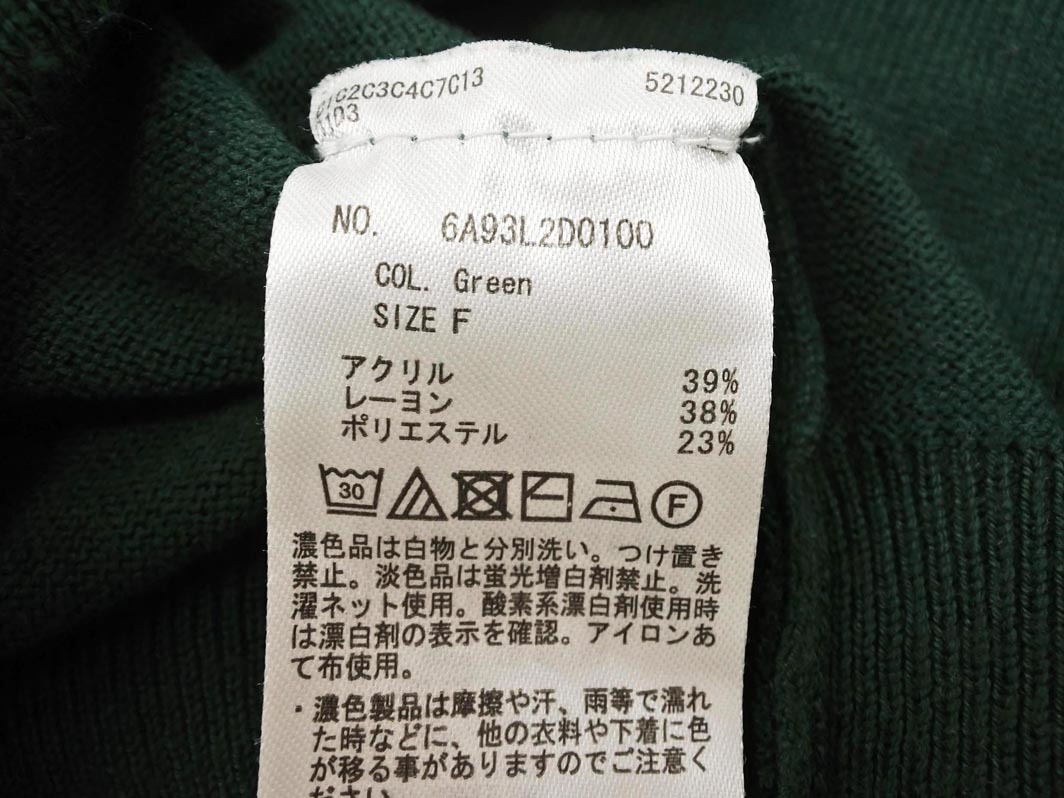 C1C2C3C4C7C13 5212230
0103
NO. 6A93L2D0100
COL. Green
SIZE F
アクリル 39%
レーヨン 38%
ポリエステル 23%
30 F
濃色品は白物と分別洗い。つけ置き
禁止。淡色品は蛍光増白剤禁止。洗
濯ネット使用。酸素系漂白剤使用時
は漂白剤の表示を確認。アイロンあ
て布使用。
・濃色製品は摩擦や汗、雨等で濡れ
た時などに、他の衣料や下着に色
が移る事がありますのでご注意く
ださい